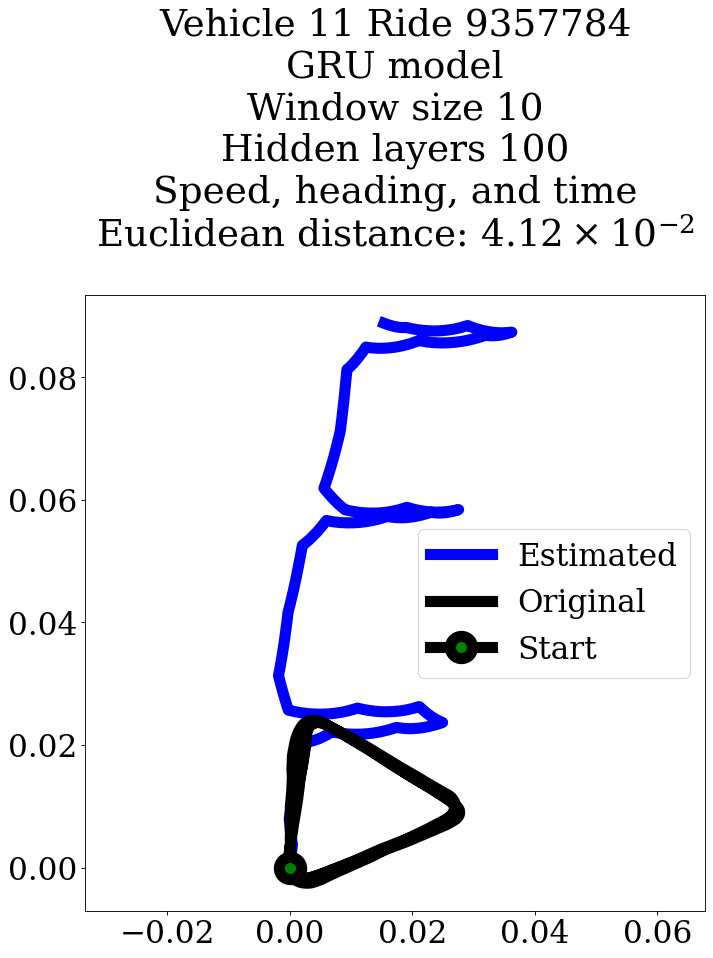 Vehicle 11 Ride 9357784
GRU model
Window size 10
Hidden layers 100
Speed, heading, and time
Euclidean distance: 4.12 × 10⁻²
0.08
0.06
0.04
0.02
0.00
Estimated
Original
Start
−0.02 0.00 0.02 0.04 0.06